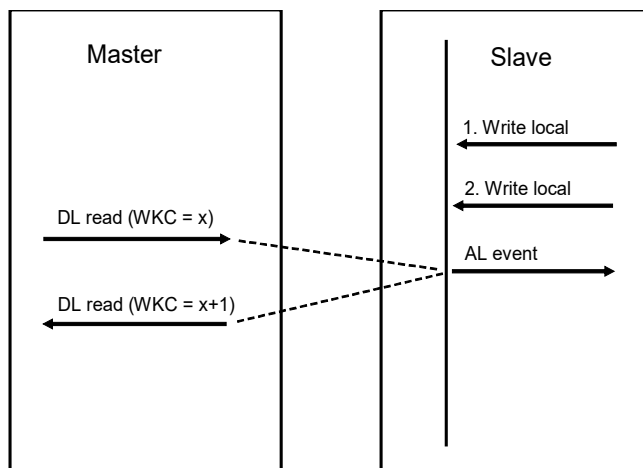 Master
Slave
1. Write local
2. Write local
DL read (WKC = x)
AL event
DL read (WKC = x+1)